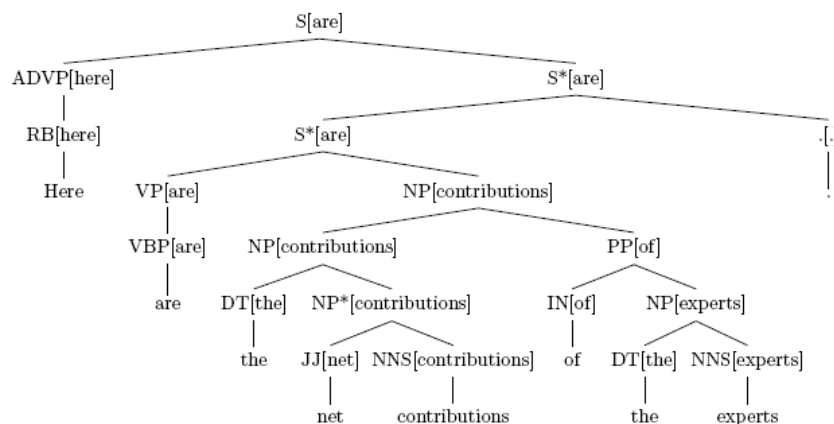 S[are]
ADVP[here] S*[are]
RB[here] S*[are] .[.
Here VP[are] NP[contributions] .
VBP[are] NP[contributions] PP[of]
are DT[the] NP*[contributions] IN[of] NP[experts]
the JJ[net] NNS[contributions] of DT[the] NNS[experts]
net contributions the experts